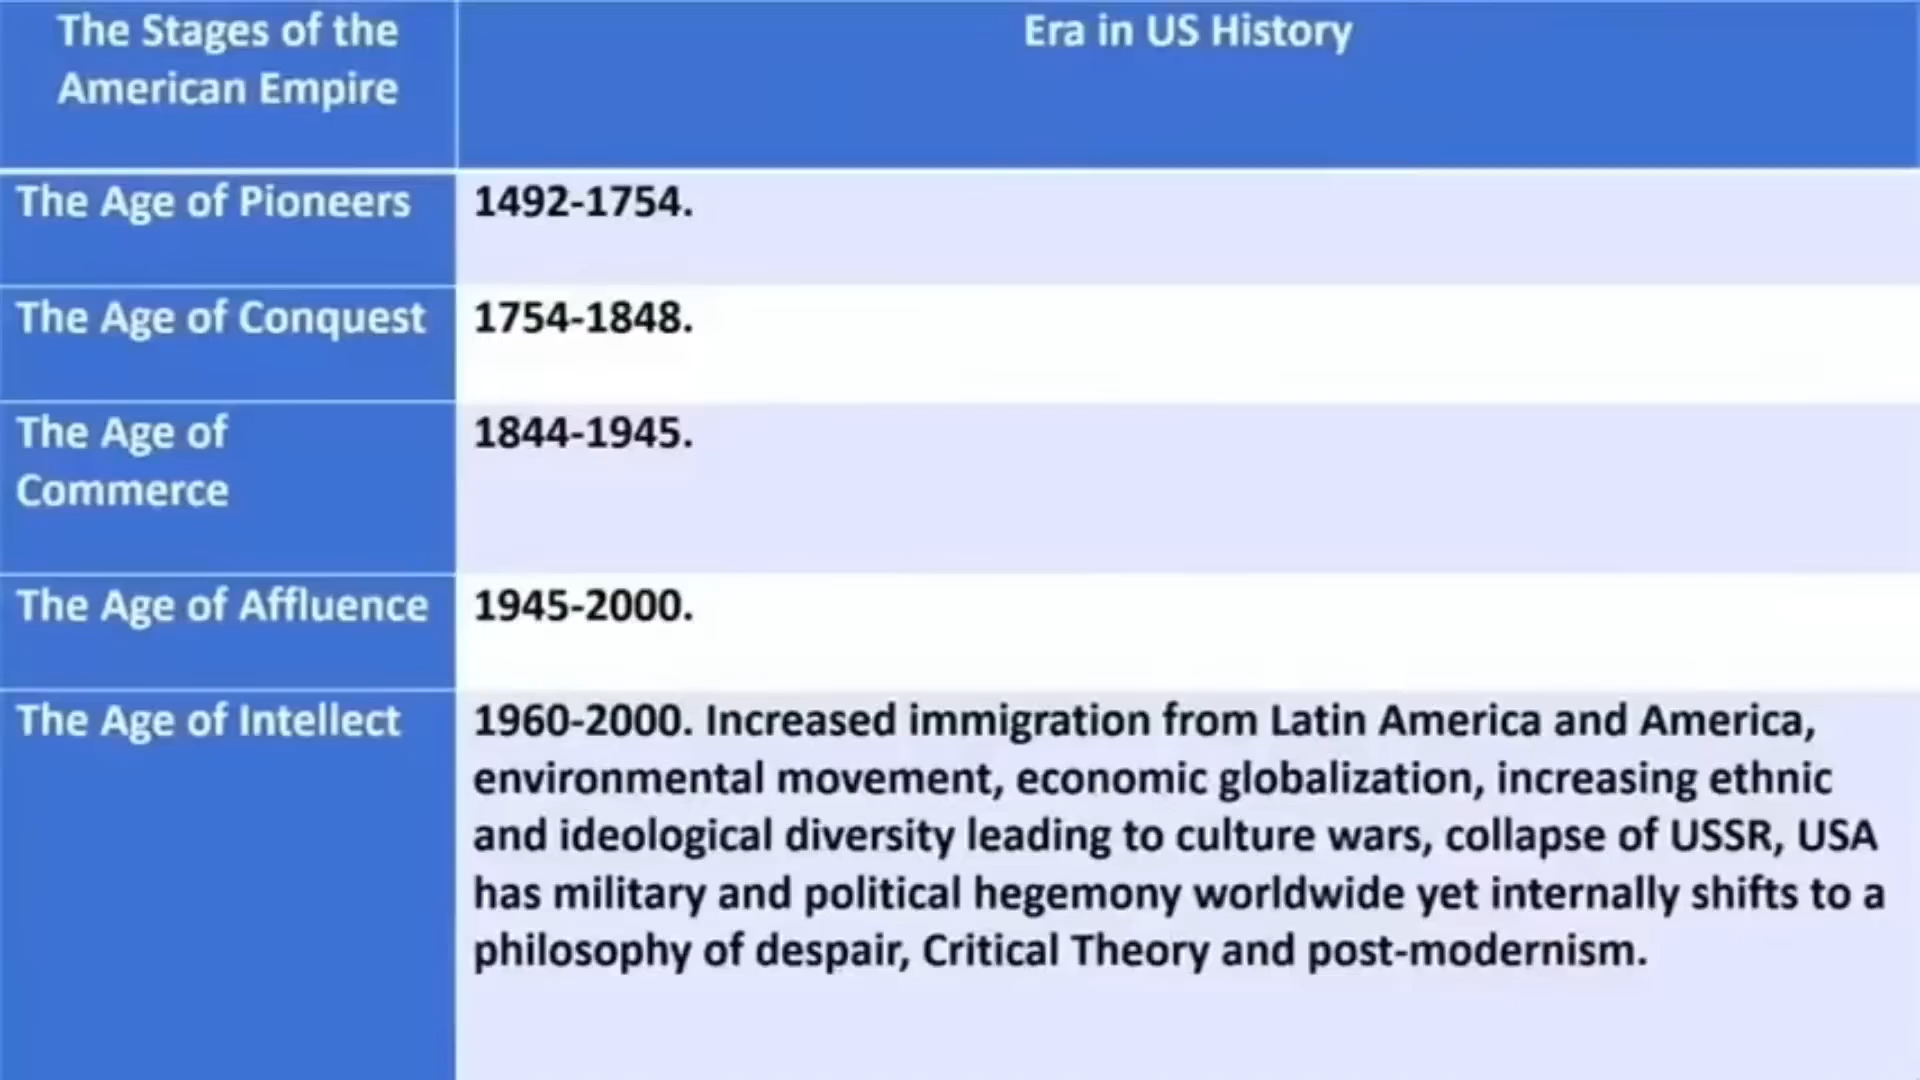 The Stages of the
American Empire
Era in US History
The Age of Pioneers
1492-1754.
The Age of Conquest
1754-1848.
The Age of
Commerce
1844-1945.
The Age of Affluence
1945-2000.
The Age of Intellect
1960-2000. Increased immigration from Latin America and America,
environmental movement, economic globalization, increasing ethnic
and ideological diversity leading to culture wars, collapse of USSR, USA
has military and political hegemony worldwide yet internally shifts to a
philosophy of despair, Critical Theory and post-modernism.